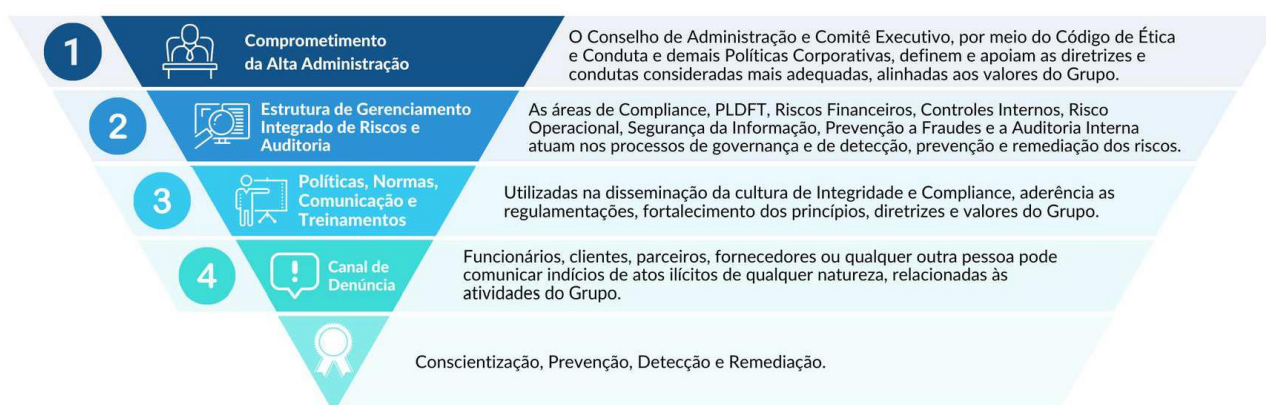 1
Comprometimento
da Alta Administração
O Conselho de Administração e Comitê Executivo, por meio do Código de Ética
e Conduta e demais Políticas Corporativas, definem e apoiam as diretrizes e
condutas consideradas mais adequadas, alinhadas aos valores do Grupo.
2
Estrutura de Gerenciamento
Integrado de Riscos e
Auditoria
As áreas de Compliance, PLDFT, Riscos Financeiros, Controles Internos, Risco
Operacional, Segurança da Informação, Prevenção a Fraudes e a Auditoria Interna
atuam nos processos de governança e de detecção, prevenção e remediação dos riscos.
3
Políticas, Normas,
Comunicação e
Treinamentos
Utilizadas na disseminação da cultura de Integridade e Compliance, aderência as
regulamentações, fortalecimento dos princípios, diretrizes e valores do Grupo.
4
Canal de
Denúncia
Funcionários, clientes, parceiros, fornecedores ou qualquer outra pessoa pode
comunicar indícios de atos ilícitos de qualquer natureza, relacionadas às
atividades do Grupo.
Conscientização, Prevenção, Detecção e Remediação.